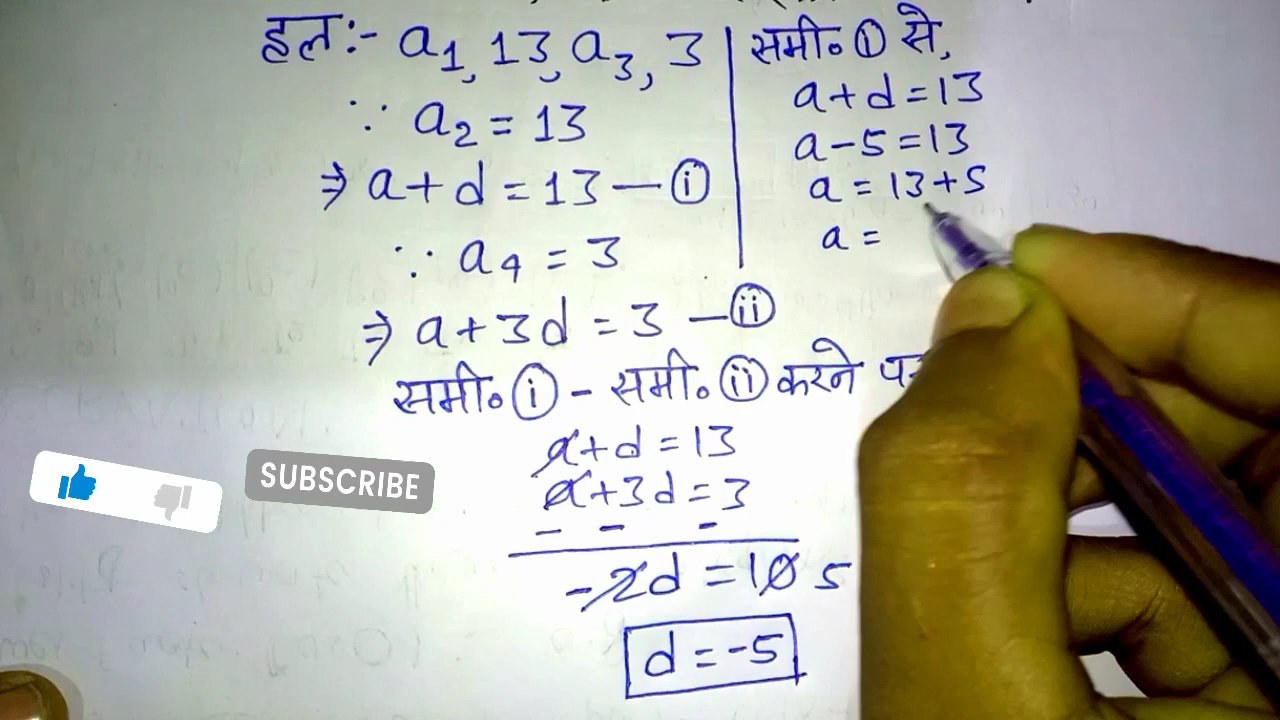 हल:- a₁, 13, a₃, 3
∵ a₂ = 13
⇒ a + d = 13 — (i)
∵ a₄ = 3
⇒ a + 3d = 3 — (ii)
समी० (i) - समी० (ii) करने
a + d = 13
a + 3d = 3
- - -
-2d = 10 5
d = -5
समी० (i) से,
a + d = 13
a - 5 = 13
a = 13 + 5
a =
SUBSCRIBE